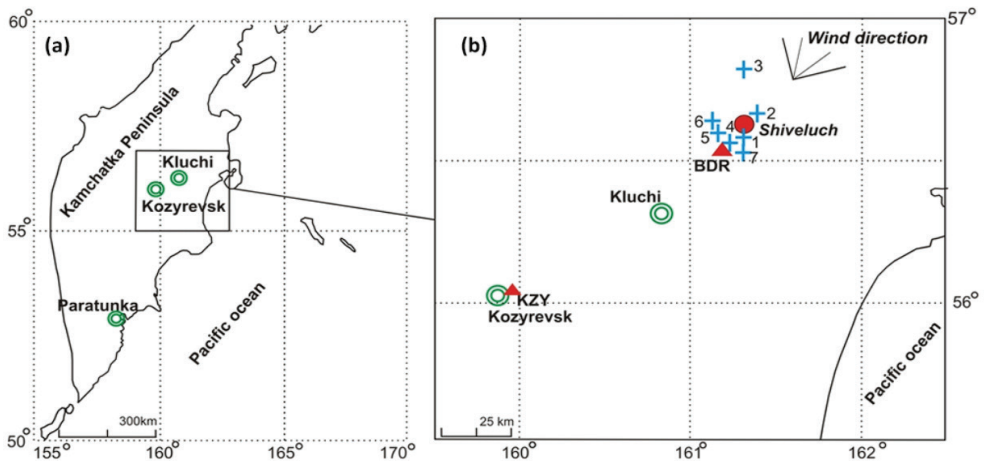 60°
(a)
Kamchatka Peninsula
Kluchi
Kozyrevsk
55°
Paratunka
Pacific ocean
300km
50°
155° 160° 165° 170°
57°
(b)
Wind direction
3
2
6
4
Shiveluch
5
1
7
BDR
Kluchi
KZY
Kozyrevsk
56°
Pacific ocean
25 km
160° 161° 162°